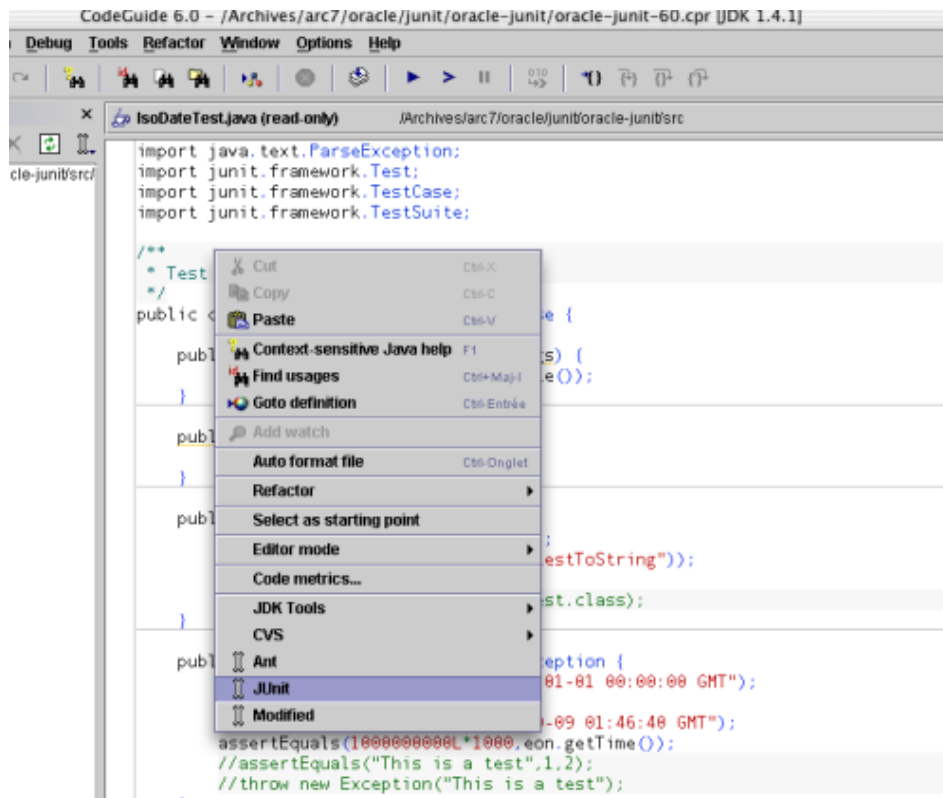 CodeGuide 6.0 – /Archives/arc7/oracle/junit/oracle-junit/oracle-junit-60.cpr [JDK 1.4.1]
Debug Tools Refactor Window Options Help
IsoDateTest.java (read-only) /Archives/arc7/oracle/junit/oracle-junit/src
cle-junit/src/
import java.text.ParseException;
import junit.framework.Test;
import junit.framework.TestCase;
import junit.framework.TestSuite;
/**
* Test
*/
Cut Ctrl-X
Copy Ctrl-C
public c e {
Paste Ctrl-V
Context-sensitive Java help F1
publ s) {
Find usages Ctrl+Maj-I
e());
}
Goto definition Ctrl-Entrée
Add watch
publ
Auto format file Ctrl-Onglet
}
Refactor
publ
Select as starting point
;
Editor mode
estToString"));
Code metrics...
st.class);
JDK Tools
}
CVS
publ eption {
Ant
01-01 00:00:00 GMT");
JUnit
Modified
-09 01:46:40 GMT");
assertEquals(1000000000L*1000,eon.getTime());
//assertEquals("This is a test",1,2);
//throw new Exception("This is a test");